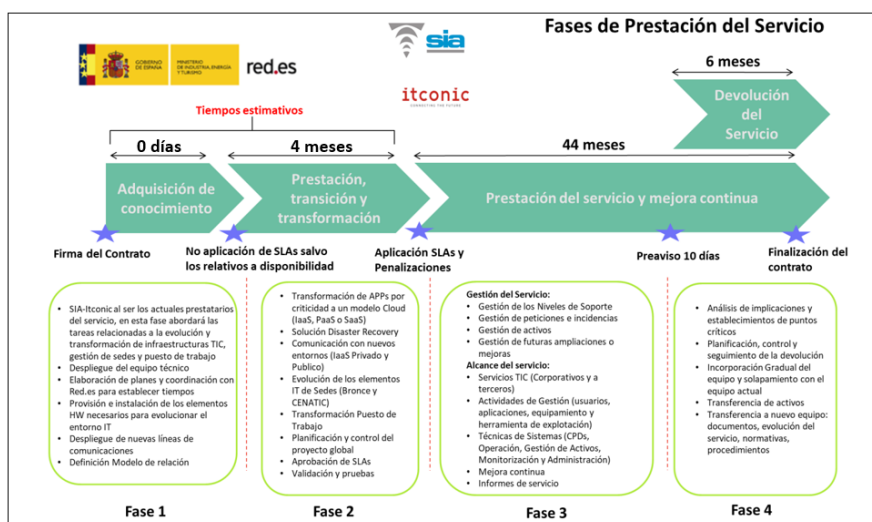 Fases de Prestación del Servicio
GOBIERNO
DE ESPAÑA
MINISTERIO
DE INDUSTRIA, ENERGÍA
Y TURISMO
red.es
sia
itconic
CONNECTING FOR FUTURE
6 meses
Devolución
del
Servicio
Tiempos estimativos
0 días
4 meses
44 meses
Adquisición de
conocimiento
Prestación,
transición y
transformación
Prestación del servicio y mejora continua
Firma del Contrato
No aplicación de SLAs salvo
los relativos a disponibilidad
Aplicación SLAs y
Penalizaciones
Preaviso 10 días
Finalización del
contrato
• SIA-Itconic al ser los actuales prestatarios
del servicio, en esta fase abordará las
tareas relacionadas a la evolución y
transformación de infraestructuras TIC,
gestión de sedes y puesto de trabajo
• Despliegue del equipo técnico
• Elaboración de planes y coordinación con
Red.es para establecer tiempos
• Provisión e instalación de los elementos
HW necesarios para evolucionar el
entorno IT
• Despliegue de nuevas líneas de
comunicaciones
• Definición Modelo de relación
• Transformación de APPs por
criticidad a un modelo Cloud
(IaaS, PaaS o SaaS)
• Solución Disaster Recovery
• Comunicación con nuevos
entornos (IaaS Privado y
Publico)
• Evolución de los elementos
IT de Sedes (Bronce y
CENATIC)
• Transformación Puesto de
Trabajo
• Planificación y control del
proyecto global
• Aprobación de SLAs
• Validación y pruebas
Gestión del Servicio:
• Gestión de los Niveles de Soporte
• Gestión de peticiones e incidencias
• Gestión de activos
• Gestión de futuras ampliaciones o
mejoras
Alcance del servicio:
• Servicios TIC (Corporativos y a
terceros)
• Actividades de Gestión (usuarios,
aplicaciones, equipamiento y
herramienta de explotación)
• Técnicas de Sistemas (CPDs,
Operación, Gestión de Activos,
Monitorización y Administración)
• Mejora continua
• Informes de servicio
• Análisis de implicaciones y
establecimientos de puntos
críticos
• Planificación, control y
seguimiento de la devolución
• Incorporación Gradual del
equipo y solapamiento con el
equipo actual
• Transferencia de activos
• Transferencia a nuevo equipo:
documentos, evolución del
servicio, normativas,
procedimientos
Fase 1
Fase 2
Fase 3
Fase 4